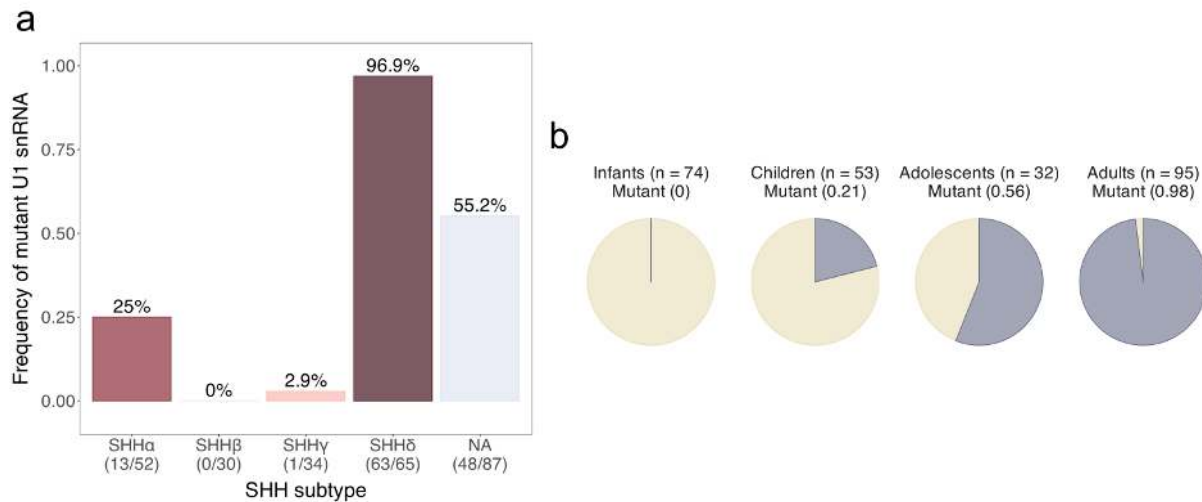 a
Frequency of mutant U1 snRNA
1.00
0.75
0.50
0.25
0.00
25%
0%
2.9%
96.9%
55.2%
SHHα SHHβ SHHγ SHHδ NA
(13/52) (0/30) (1/34) (63/65) (48/87)
SHH subtype
b
Infants (n = 74)
Mutant (0)
Children (n = 53)
Mutant (0.21)
Adolescents (n = 32)
Mutant (0.56)
Adults (n = 95)
Mutant (0.98)